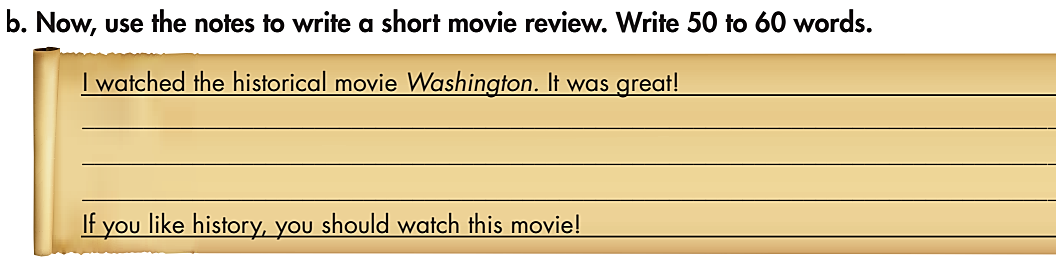 b. Now, use the notes to write a short movie review. Write 50 to 60 words.
I watched the historical movie Washington. It was great!
If you like history, you should watch this movie!